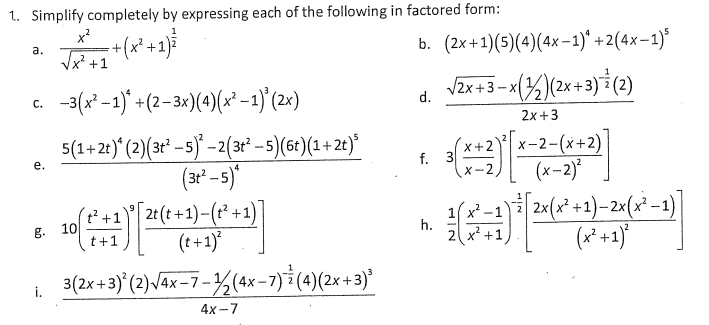 1. Simplify completely by expressing each of the following in factored form:
a. x²/√(x²+1) + (x²+1)^(1/2)
b. (2x+1)(5)(4)(4x−1)⁴ + 2(4x−1)⁵
c. −3(x²−1)⁴ + (2−3x)(4)(x²−1)³(2x)
d. (√(2x+3) − x(½)(2x+3)^(−1/2)(2))/(2x+3)
e. (5(1+2t)⁴(2)(3t²−5)² − 2(3t²−5)(6t)(1+2t)⁵)/(3t²−5)⁴
f. 3((x+2)/(x−2))²[(x−2−(x+2))/(x−2)²]
g. 10((t²+1)/(t+1))⁹[(2t(t+1)−(t²+1))/(t+1)²]
h. 1/2((x²−1)/(x²+1))^(−1/2)[(2x(x²+1)−2x(x²−1))/(x²+1)²]
i. (3(2x+3)²(2)√(4x−7) − ½(4x−7)^(−1/2)(4)(2x+3)³)/(4x−7)